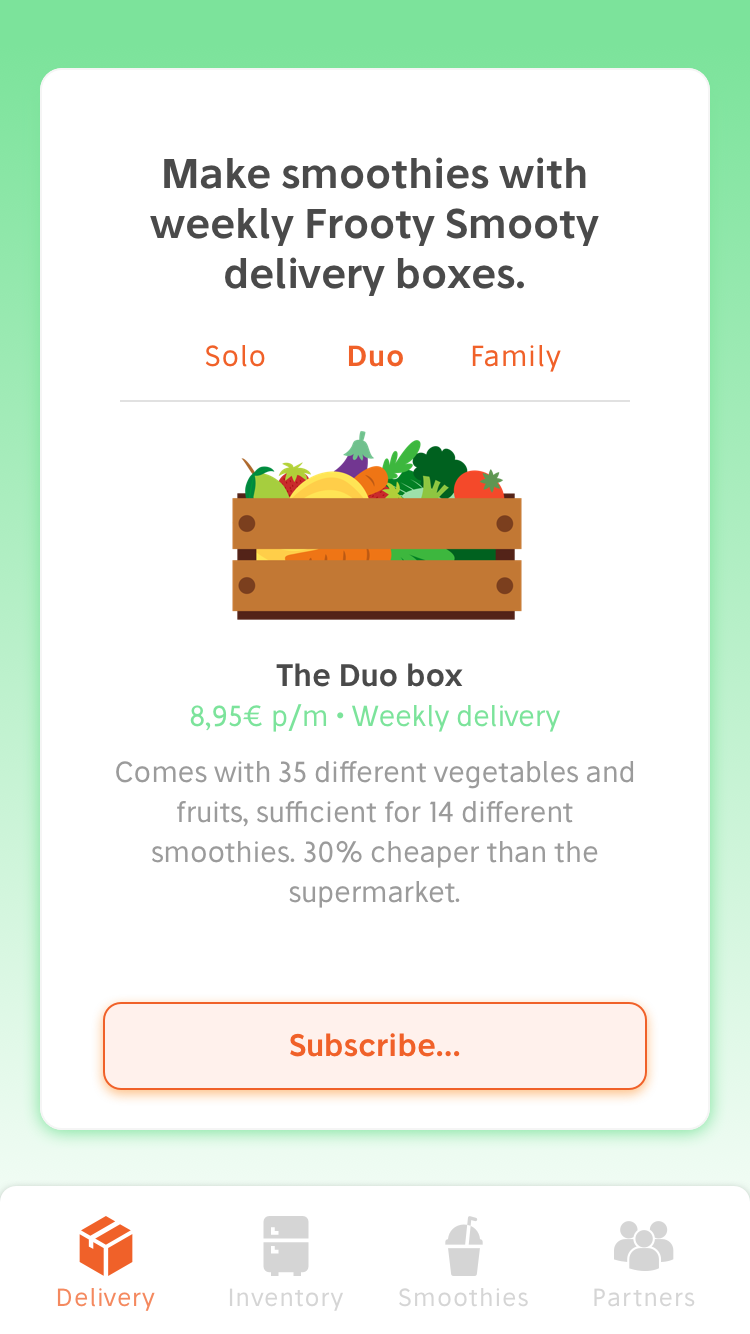 Make smoothies with
weekly Frooty Smooty
delivery boxes.
Solo Duo Family
The Duo box
8,95€ p/m • Weekly delivery
Comes with 35 different vegetables and
fruits, sufficient for 14 different
smoothies. 30% cheaper than the
supermarket.
Subscribe...
Delivery Inventory Smoothies Partners